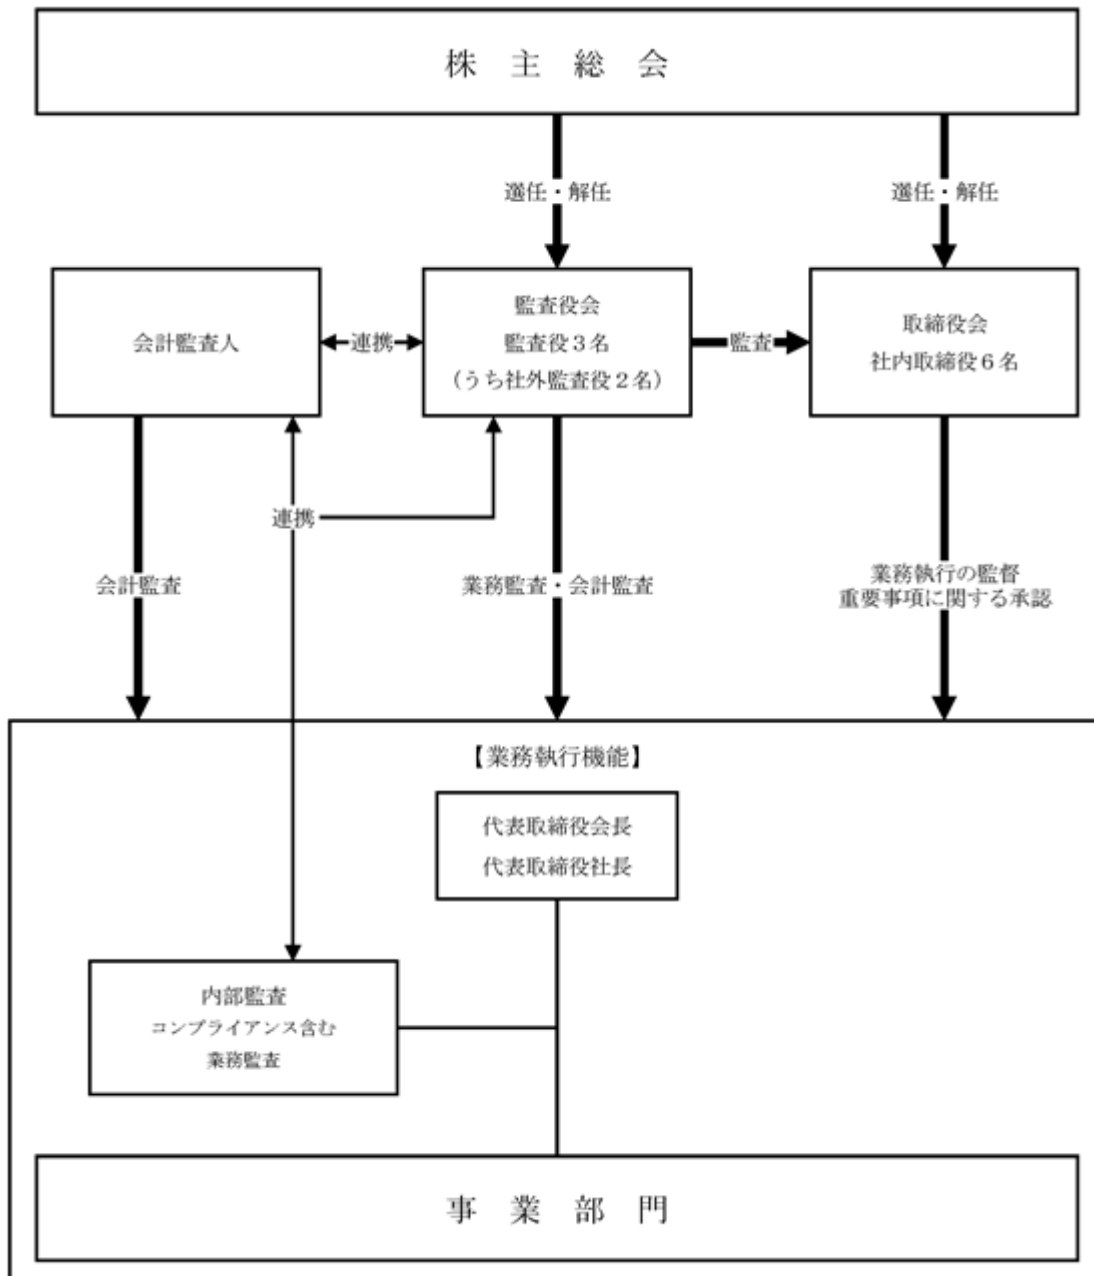 株主総会
選任・解任
選任・解任
会計監査人
連携
監査役会
監査役3名
(うち社外監査役2名)
監査
取締役会
社内取締役6名
連携
会計監査
業務監査・会計監査
業務執行の監督
重要事項に関する承認
【業務執行機能】
代表取締役会長
代表取締役社長
内部監査
コンプライアンス含む
業務監査
事業部門